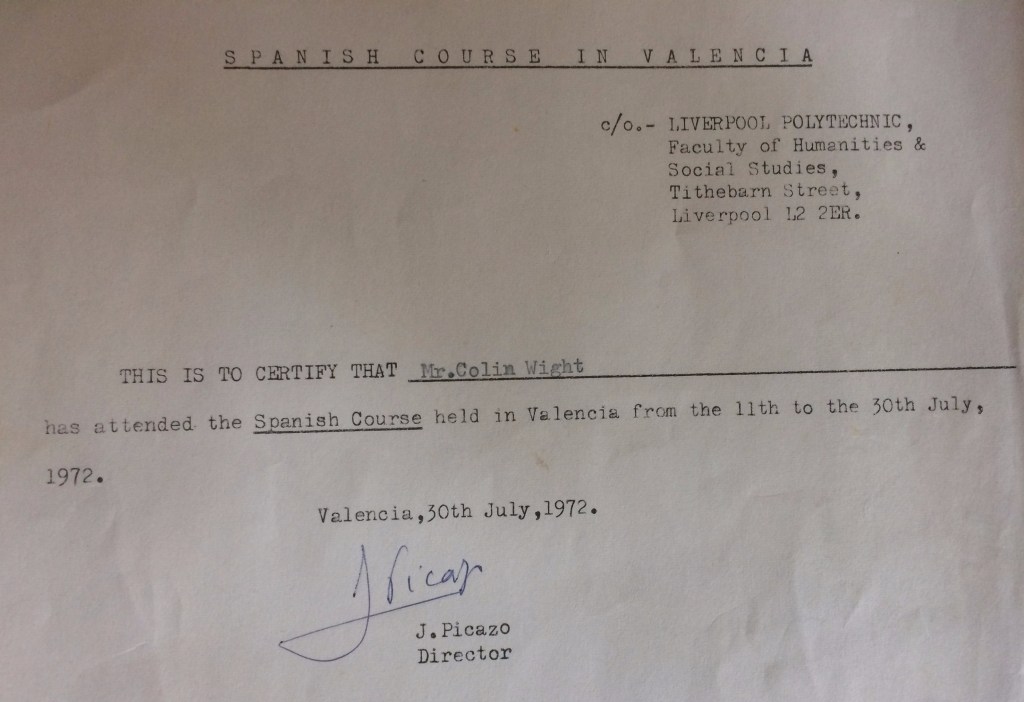 SPANISH COURSE IN VALENCIA
c/o.- LIVERPOOL POLYTECHNIC,
Faculty of Humanities &
Social Studies,
Tithebarn Street,
Liverpool L2 2ER.
THIS IS TO CERTIFY THAT Mr.Colin Wight
has attended the Spanish Course held in Valencia from the 11th to the 30th July,
1972.
Valencia,30th July,1972.
J Picazo
J.Picazo
Director